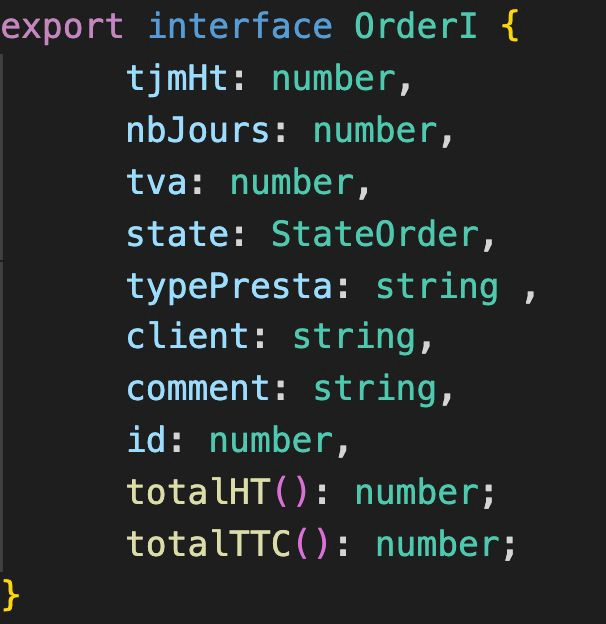 export interface OrderI {
tjmHt: number,
nbJours: number,
tva: number,
state: StateOrder,
typePresta: string ,
client: string,
comment: string,
id: number,
totalHT(): number;
totalTTC(): number;
}